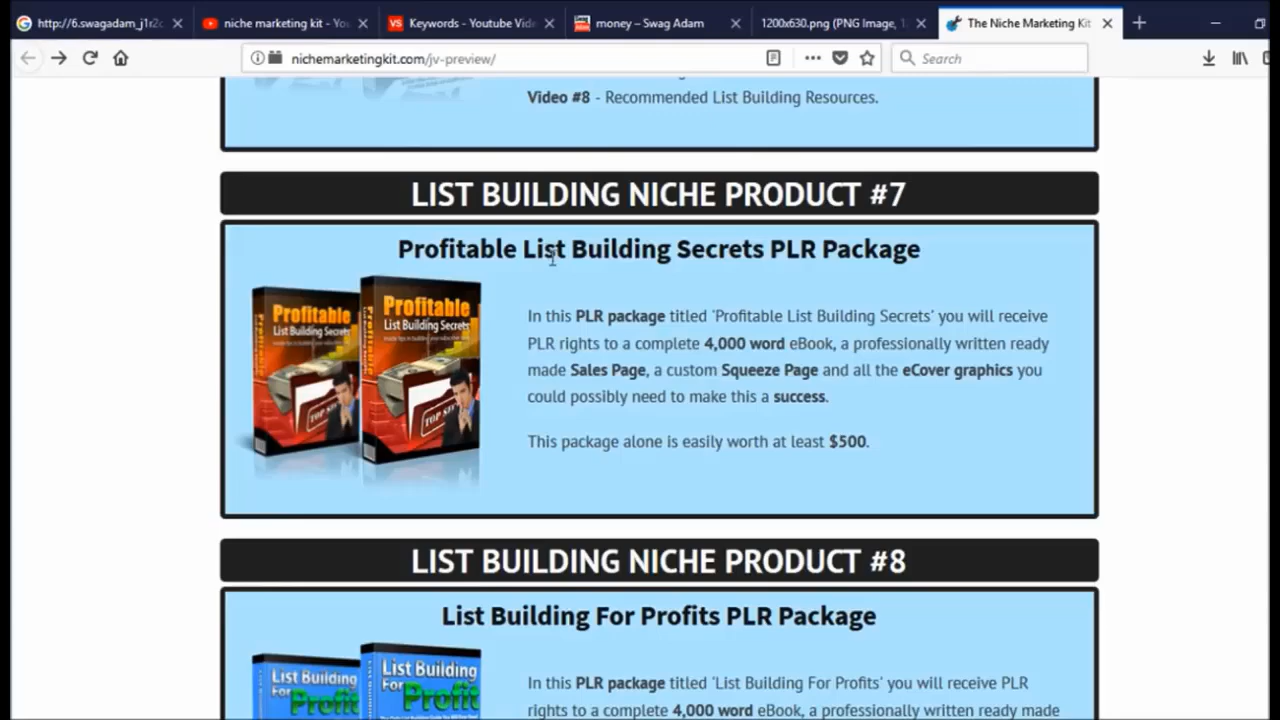 http://6.swagadam_j1r2c
niche marketing kit - Yo
Keywords - Youtube Vide
money – Swag Adam
1200x630.png (PNG Image, 1
The Niche Marketing Kit
nichemarketingkit.com/jv-preview/
Search
Video #8 - Recommended List Building Resources.
LIST BUILDING NICHE PRODUCT #7
Profitable List Building Secrets PLR Package
Profitable
List Building Secrets
Profitable
List Building Secrets
TOP SECRET
In this PLR package titled 'Profitable List Building Secrets' you will receive
PLR rights to a complete 4,000 word eBook, a professionally written ready
made Sales Page, a custom Squeeze Page and all the eCover graphics you
could possibly need to make this a success.
This package alone is easily worth at least $500.
LIST BUILDING NICHE PRODUCT #8
List Building For Profits PLR Package
List Building
For Profit
List Building
For Profit
In this PLR package titled 'List Building For Profits' you will receive PLR
rights to a complete 4,000 word eBook, a professionally written ready made